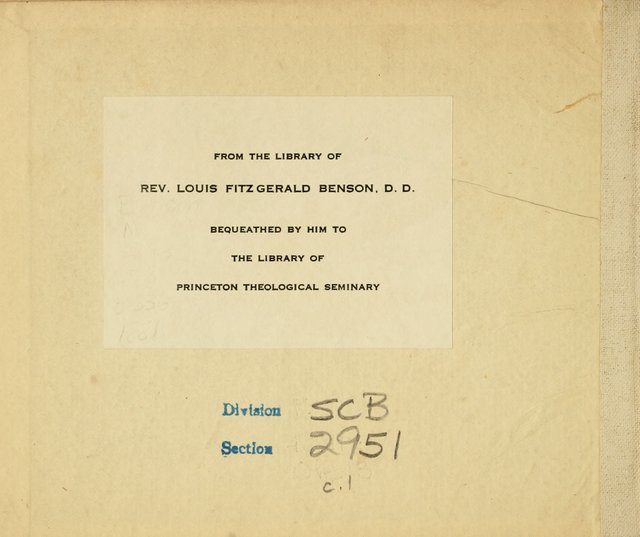 FROM THE LIBRARY OF
REV. LOUIS FITZGERALD BENSON, D. D.
BEQUEATHED BY HIM TO
THE LIBRARY OF
PRINCETON THEOLOGICAL SEMINARY
Division SCB
Section 2951
c.1